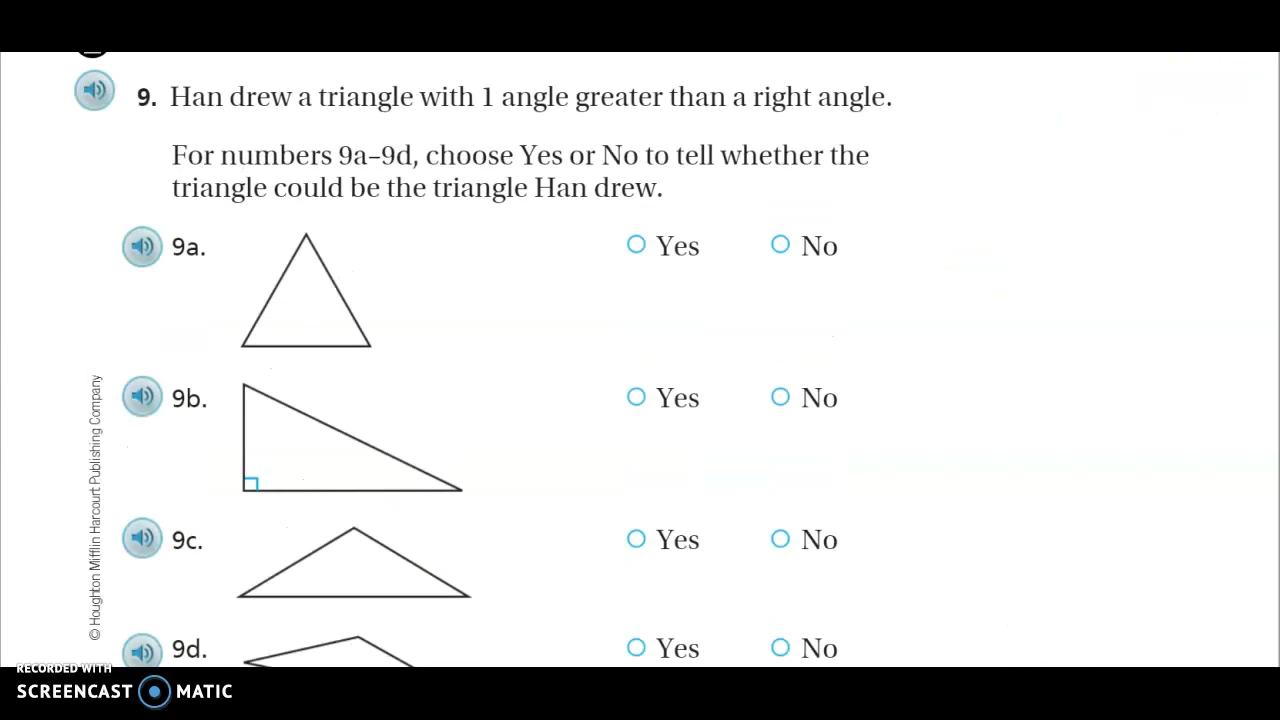 9. Han drew a triangle with 1 angle greater than a right angle.
For numbers 9a–9d, choose Yes or No to tell whether the
triangle could be the triangle Han drew.
9a. Yes No
9b. Yes No
9c. Yes No
9d. Yes No
© Houghton Mifflin Harcourt Publishing Company
RECORDED WITH
SCREENCAST MATIC